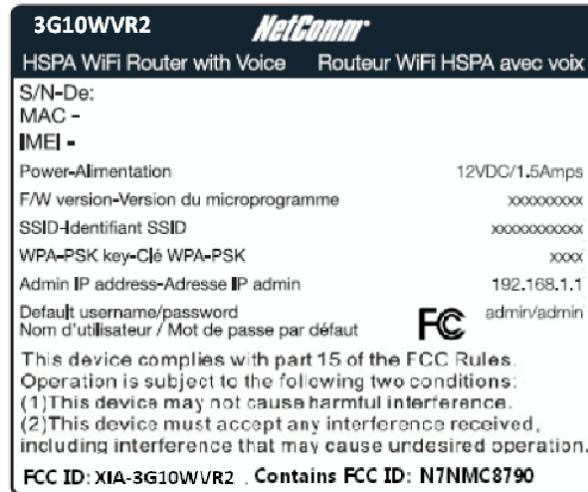 3G10WVR2 NetComm
HSPA WiFi Router with Voice Routeur WiFi HSPA avec voix
S/N-De:
MAC -
IMEI -
Power-Alimentation 12VDC/1.5Amps
F/W version-Version du microprogramme xxxxxxxxx
SSID-Identifiant SSID xxxxxxxxxxx
WPA-PSK key-Clé WPA-PSK xxxx
Admin IP address-Adresse IP admin 192.168.1.1
Default username/password admin/admin
Nom d'utilisateur / Mot de passe par défaut FC
This device complies with part 15 of the FCC Rules.
Operation is subject to the following two conditions:
(1)This device may not cause harmful interference.
(2)This device must accept any interference received,
including interference that may cause undesired operation.
FCC ID: XIA-3G10WVR2 . Contains FCC ID: N7NMC8790